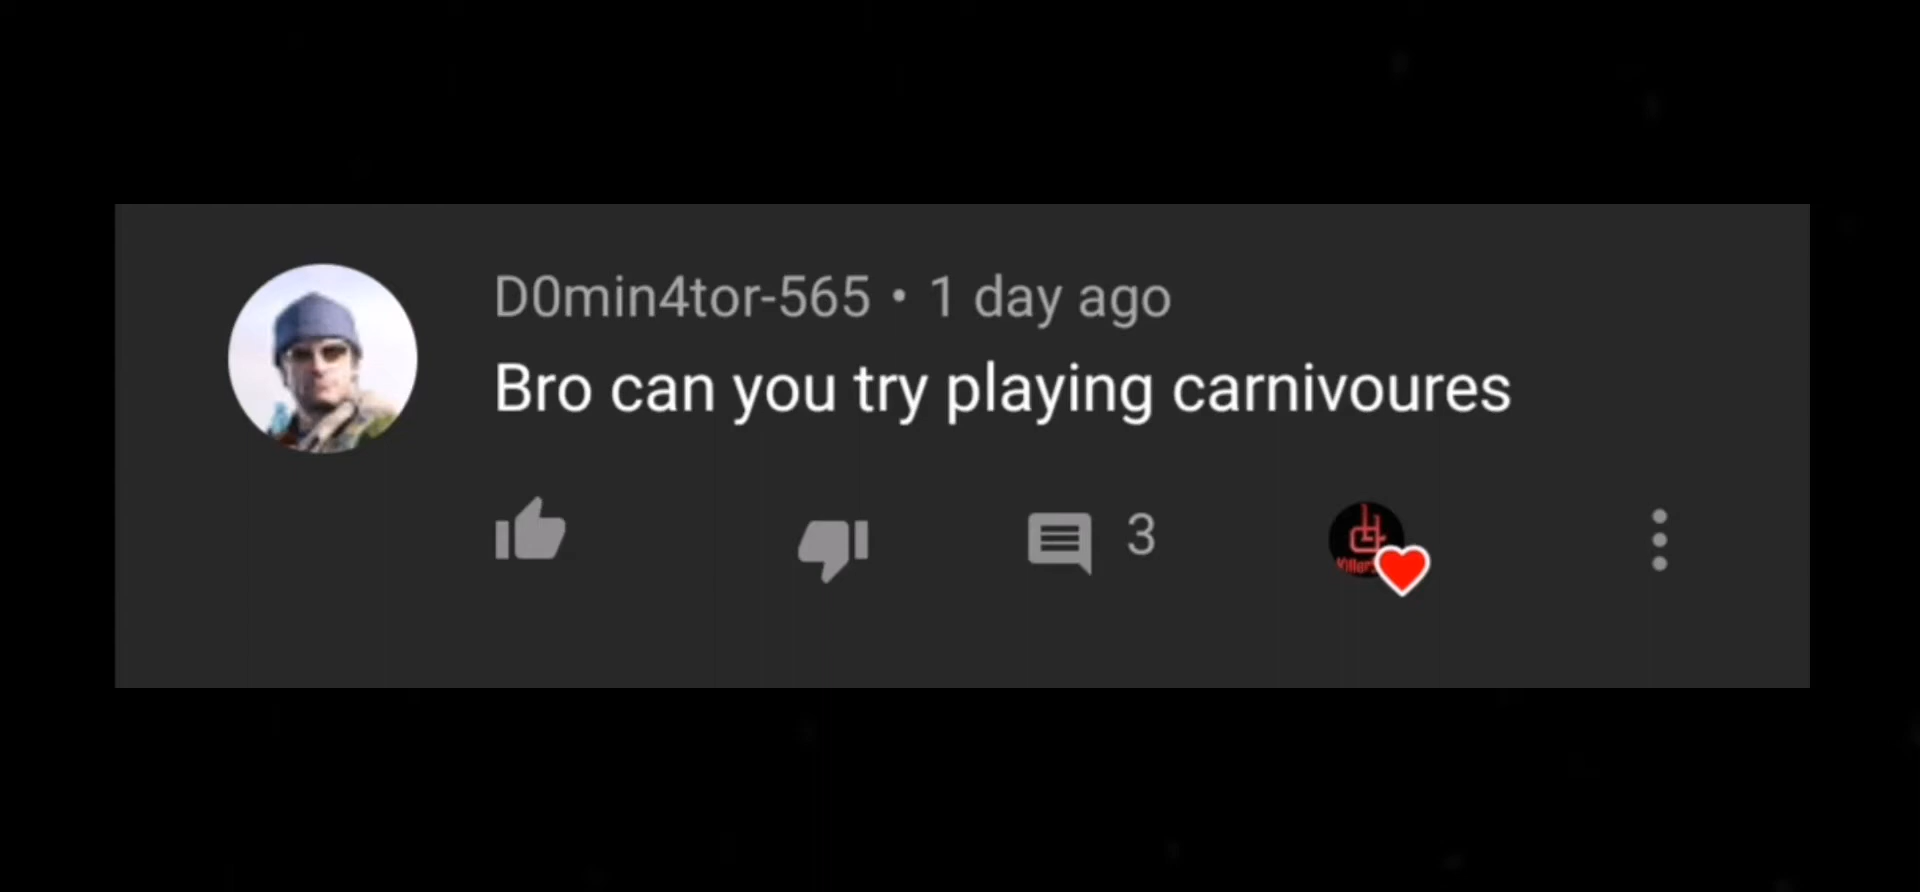 D0min4tor-565 • 1 day ago
Bro can you try playing carnivoures
3